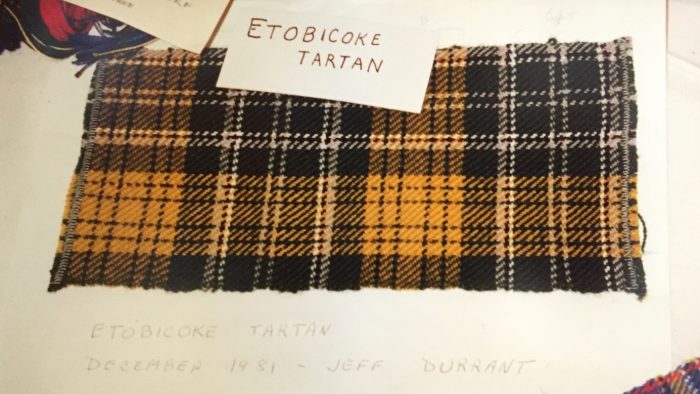 ETOBICOKE
TARTAN
ETOBICOKE TARTAN
DECEMBER 1981 - JEFF DURRANT